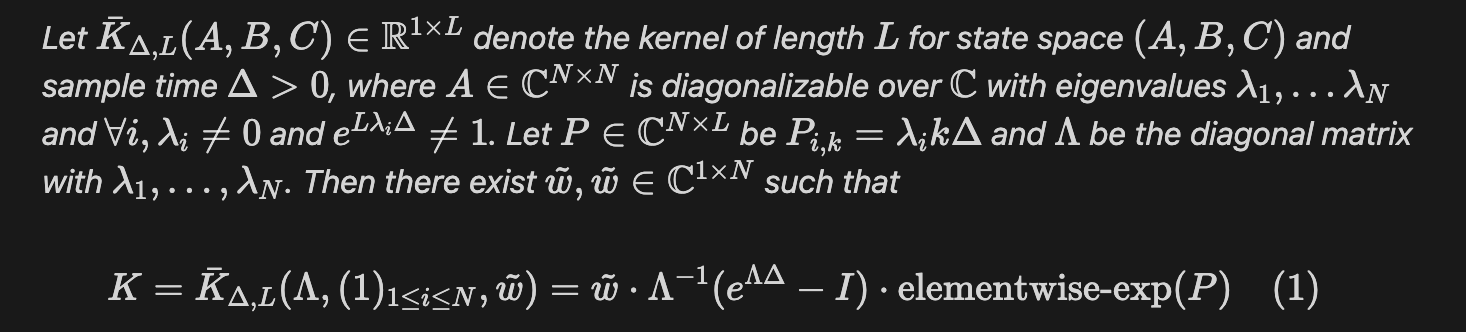 Let K̄_{Δ,L}(A, B, C) ∈ ℝ^{1×L} denote the kernel of length L for state space (A, B, C) and
sample time Δ > 0, where A ∈ ℂ^{N×N} is diagonalizable over ℂ with eigenvalues λ₁, … λ_N
and ∀i, λ_i ≠ 0 and e^{Lλ_iΔ} ≠ 1. Let P ∈ ℂ^{N×L} be P_{i,k} = λ_i kΔ and Λ be the diagonal matrix
with λ₁, …, λ_N. Then there exist w̃, w̃ ∈ ℂ^{1×N} such that
K = K̄_{Δ,L}(Λ, (1)_{1≤i≤N}, w̃) = w̃ · Λ^{−1}(e^{ΛΔ} − I) · elementwise-exp(P) (1)